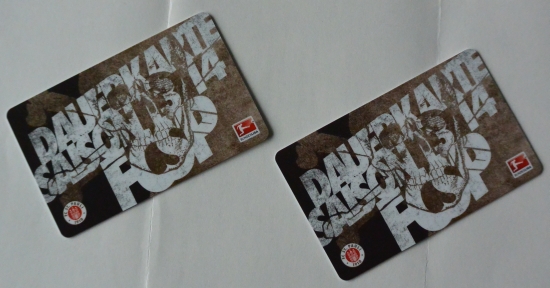 DAUERKARTE
SAISON 13/14
FCSP
DAUERKARTE
SAISON 13/14
FCSP